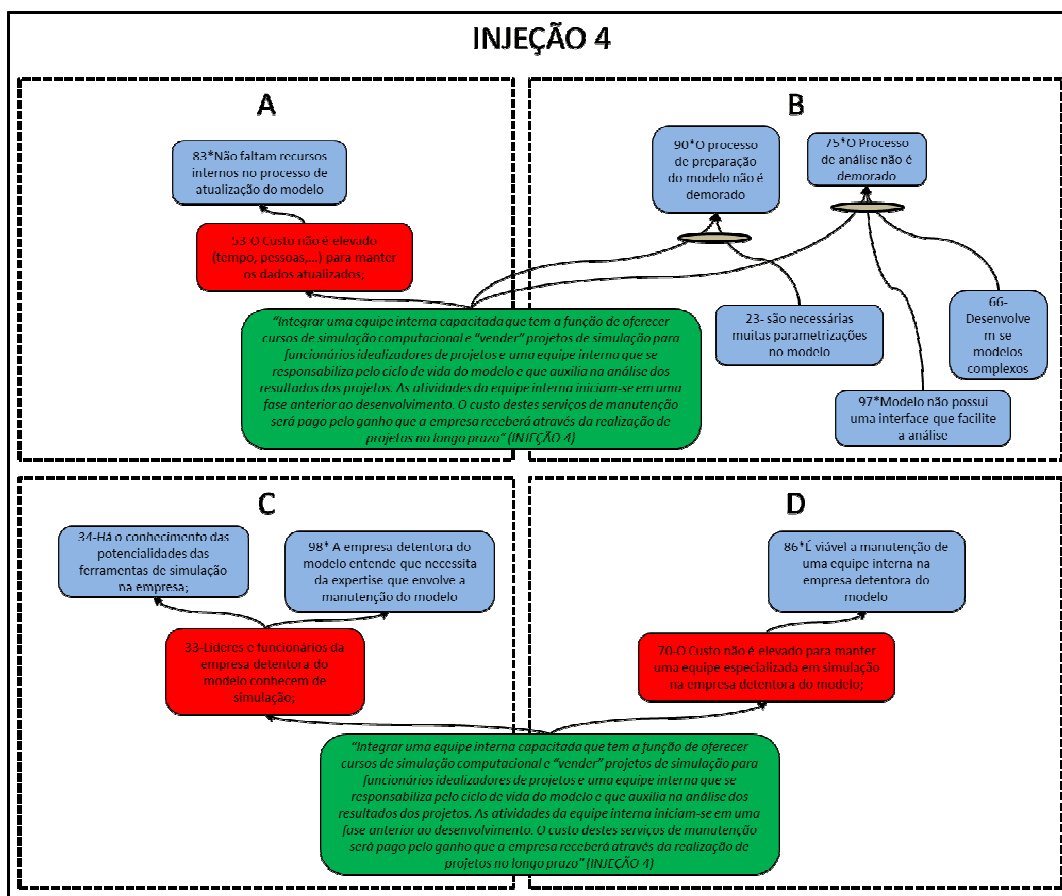 INJEÇÃO 4
A
83*Não faltam recursos
internos no processo de
atualização do modelo
53-O Custo não é elevado
(tempo, pessoas,...) para manter
os dados atualizados;
B
90*O processo
de preparação
do modelo não é
demorado
75*O Processo
de análise não é
demorado
23- são necessárias
muitas parametrizações
no modelo
66-
Desenvolve
m se
modelos
complexos
97*Modelo não possui
uma interface que facilite
a análise
"Integrar uma equipe interna capacitada que tem a função de oferecer
cursos de simulação computacional e "vender" projetos de simulação para
funcionários idealizadores de projetos e uma equipe interna que se
responsabiliza pelo ciclo de vida do modelo e que auxilia na análise dos
resultados dos projetos. As atividades da equipe interna iniciam-se em uma
fase anterior ao desenvolvimento. O custo destes serviços de manutenção
será pago pelo ganho que a empresa receberá através da realização de
projetos no longo prazo" (INJEÇÃO 4)
C
34-Há o conhecimento das
potencialidades das
ferramentas de simulação
na empresa;
98* A empresa detentora do
modelo entende que necessita
da expertise que envolve a
manutenção do modelo
33-Líderes e funcionários da
empresa detentora do
modelo conhecem de
simulação;
D
86*É viável a manutenção de
uma equipe interna na
empresa detentora do
modelo
70-O Custo não é elevado para manter
uma equipe especializada em simulação
na empresa detentora do modelo;
"Integrar uma equipe interna capacitada que tem a função de oferecer
cursos de simulação computacional e "vender" projetos de simulação para
funcionários idealizadores de projetos e uma equipe interna que se
responsabiliza pelo ciclo de vida do modelo e que auxilia na análise dos
resultados dos projetos. As atividades da equipe interna iniciam-se em uma
fase anterior ao desenvolvimento. O custo destes serviços de manutenção
será pago pelo ganho que a empresa receberá através da realização de
projetos no longo prazo" (INJEÇÃO 4)